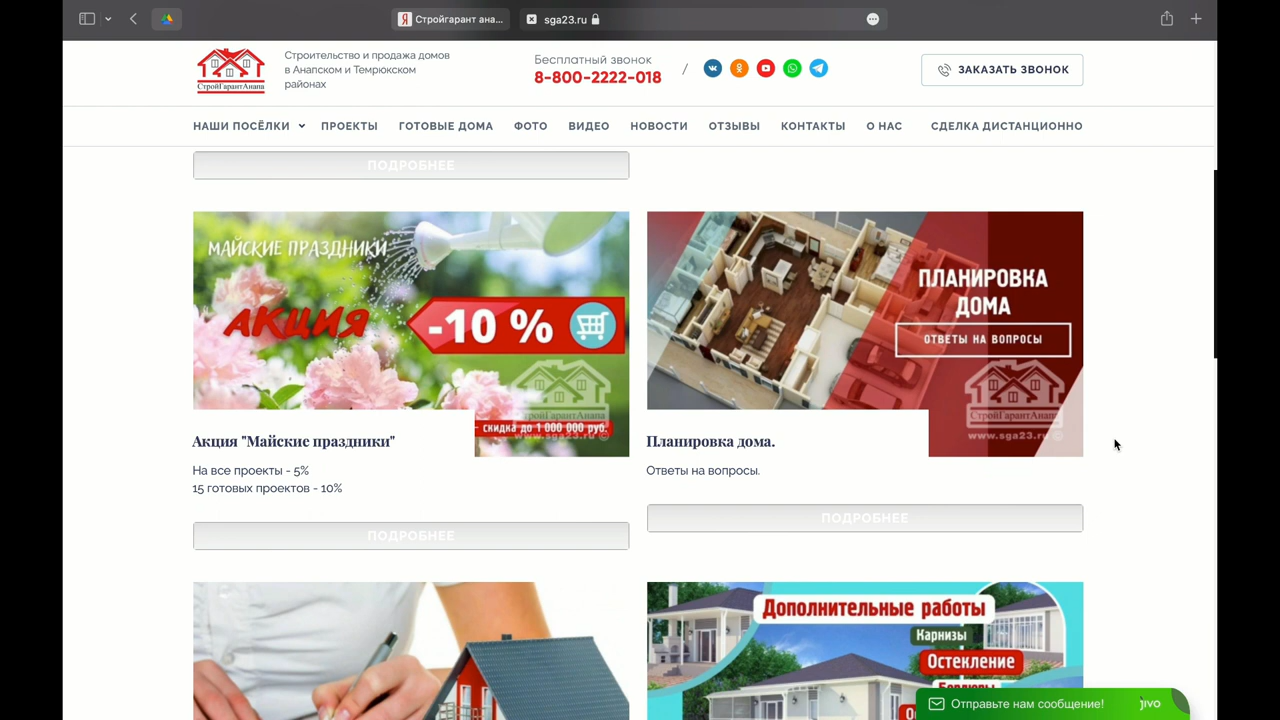 Стройгарант ана...
sga23.ru
СтройГарантАнапа
Строительство и продажа домов
в Анапском и Темрюкском
районах
Бесплатный звонок
8-800-2222-018
/
ЗАКАЗАТЬ ЗВОНОК
НАШИ ПОСЁЛКИ ПРОЕКТЫ ГОТОВЫЕ ДОМА ФОТО ВИДЕО НОВОСТИ ОТЗЫВЫ КОНТАКТЫ О НАС СДЕЛКА ДИСТАНЦИОННО
ПОДРОБНЕЕ
МАЙСКИЕ ПРАЗДНИКИ
АКЦИЯ
-10 %
СтройГарантАнапа
скидка до 1 000 000 руб.
www.sga23.ru
Акция "Майские праздники"
На все проекты - 5%
15 готовых проектов - 10%
ПОДРОБНЕЕ
ПЛАНИРОВКА
ДОМА
ОТВЕТЫ НА ВОПРОСЫ
СтройГарантАнапа
www.sga23.ru
Планировка дома.
Ответы на вопросы.
ПОДРОБНЕЕ
Дополнительные работы
Карнизы
Остекление
Отправьте нам сообщение!
jivo